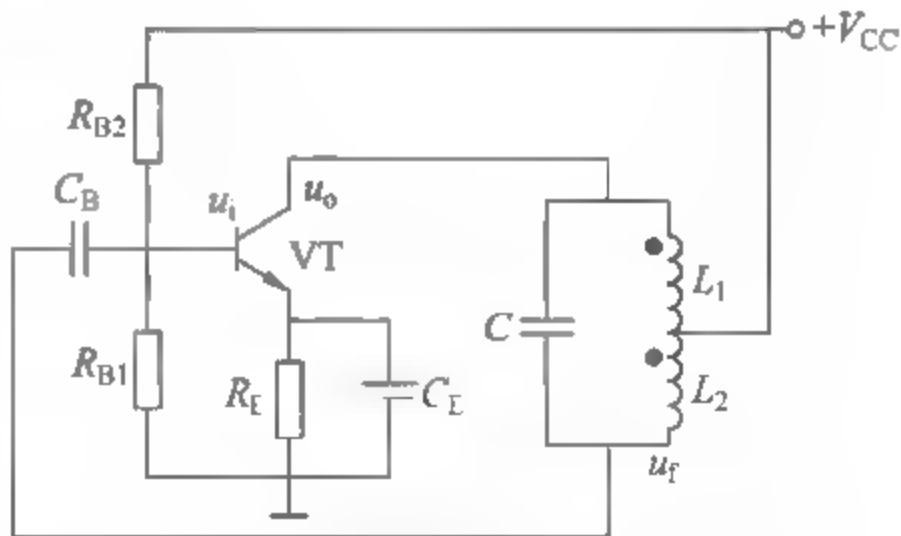 +V_CC
R_B2
C_B
u_i
u_o
VT
L_1
C
R_B1
R_E
C_E
L_2
u_f